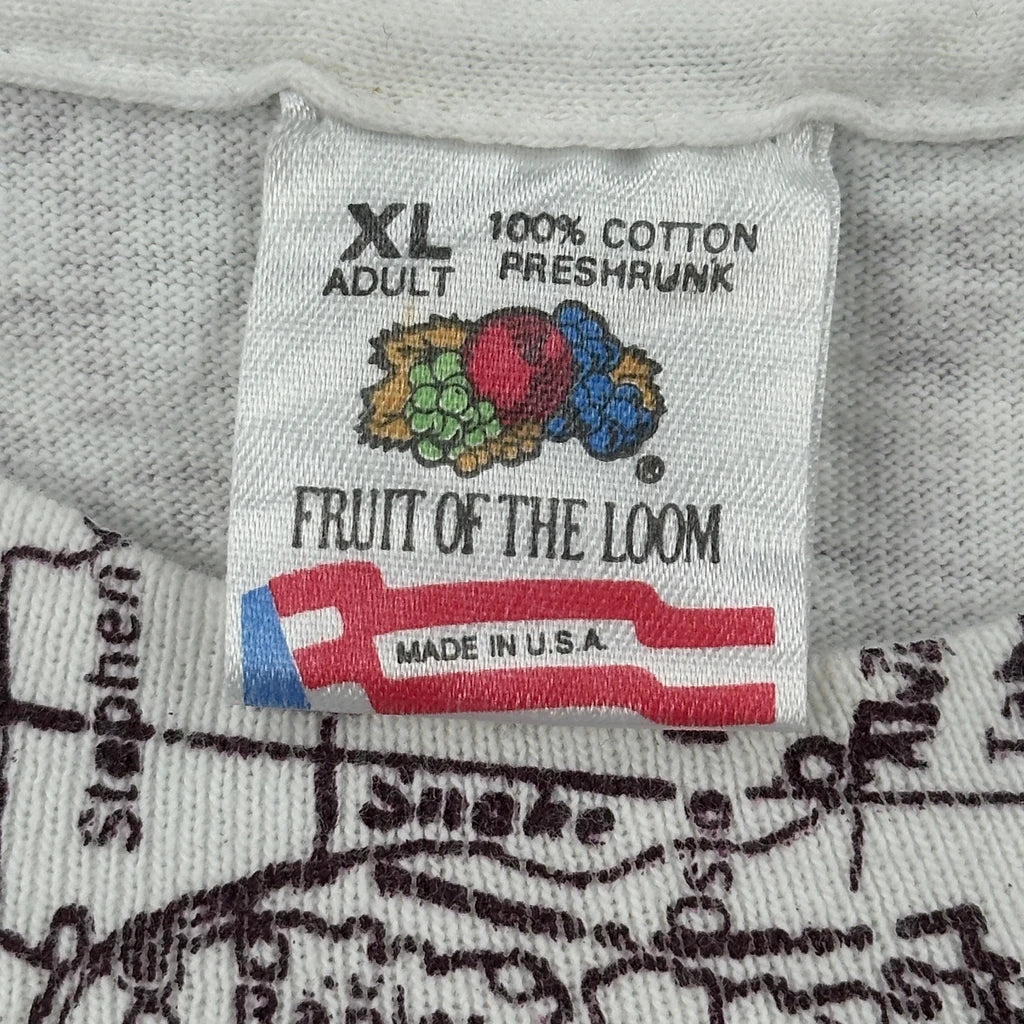 XL 100% COTTON
ADULT PRESHRUNK
®
FRUIT OF THE LOOM
MADE IN U.S.A.
Stephen
Snake